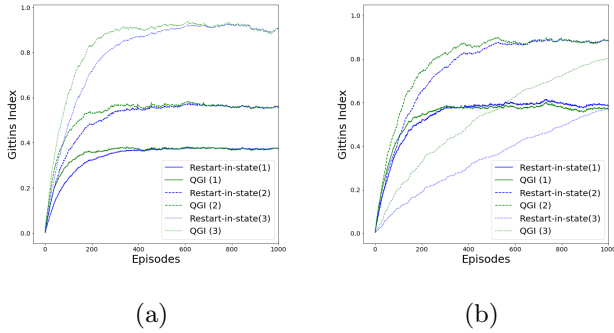 Gittins Index
1.0
0.8
0.6
0.4
0.2
0.0
0
200
400
600
800
1000
Episodes
Restart-in-state(1)
QGI (1)
Restart-in-state(2)
QGI (2)
Restart-in-state(3)
QGI (3)
(a)
Gittins Index
1.0
0.8
0.6
0.4
0.2
0.0
0
200
400
600
800
1000
Episodes
Restart-in-state(1)
QGI (1)
Restart-in-state(2)
QGI (2)
Restart-in-state(3)
QGI (3)
(b)